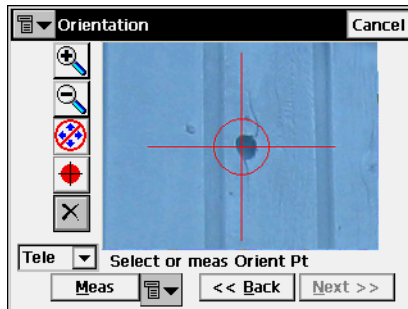 Orientation Cancel
Tele Select or meas Orient Pt
Meas << Back Next >>